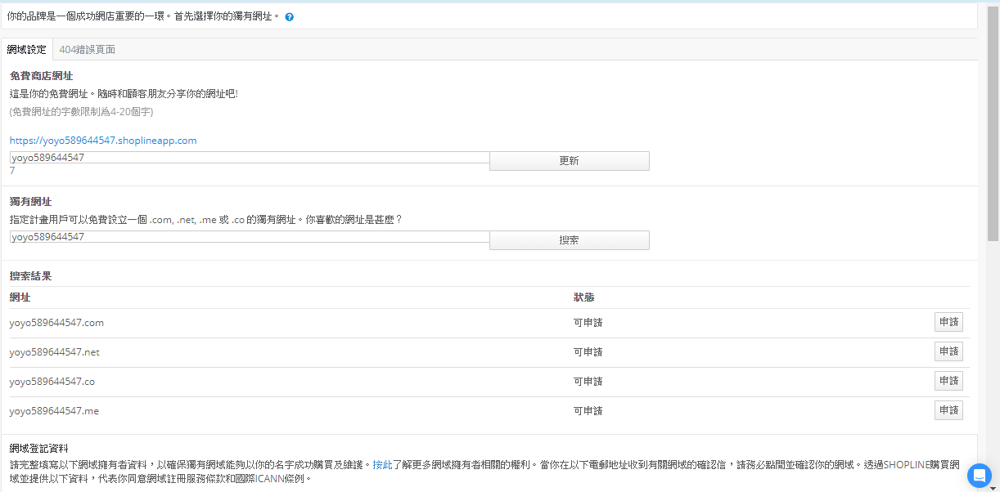 你的品牌是一個成功網店重要的一環。首先選擇你的獨有網址。 ?
網域設定 404錯誤頁面
免費商店網址
這是你的免費網址。隨時和顧客朋友分享你的網址吧!
(免費網址的字數限制為4-20個字)
https://yoyo589644547.shoplineapp.com
yoyo589644547 更新
7
獨有網址
指定計畫用戶可以免費設立一個 .com, .net, .me 或 .co 的獨有網址。你喜歡的網址是甚麼？
yoyo589644547 搜索
搜索結果
網址 狀態
yoyo589644547.com 可申請 申請
yoyo589644547.net 可申請 申請
yoyo589644547.co 可申請 申請
yoyo589644547.me 可申請 申請
網域登記資料
請完整填寫以下網域擁有者資料，以確保獨有網域能夠以你的名字成功購買及維護。按此了解更多網域擁有者相關的權利。當你在以下電郵地址收到有關網域的確認信，請務必點開並確認你的網域。透過SHOPLINE購買網
域並提供以下資料，代表你同意網域註冊服務條款和國際ICANN條例。